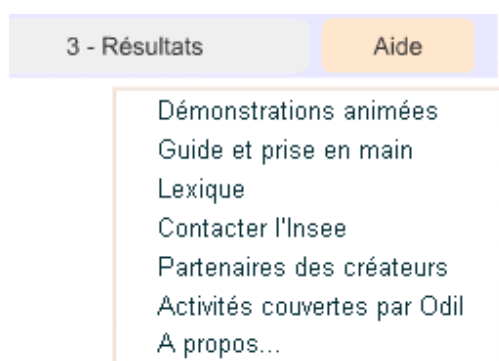 3 - Résultats Aide
Démonstrations animées
Guide et prise en main
Lexique
Contacter l'Insee
Partenaires des créateurs
Activités couvertes par Odil
A propos...